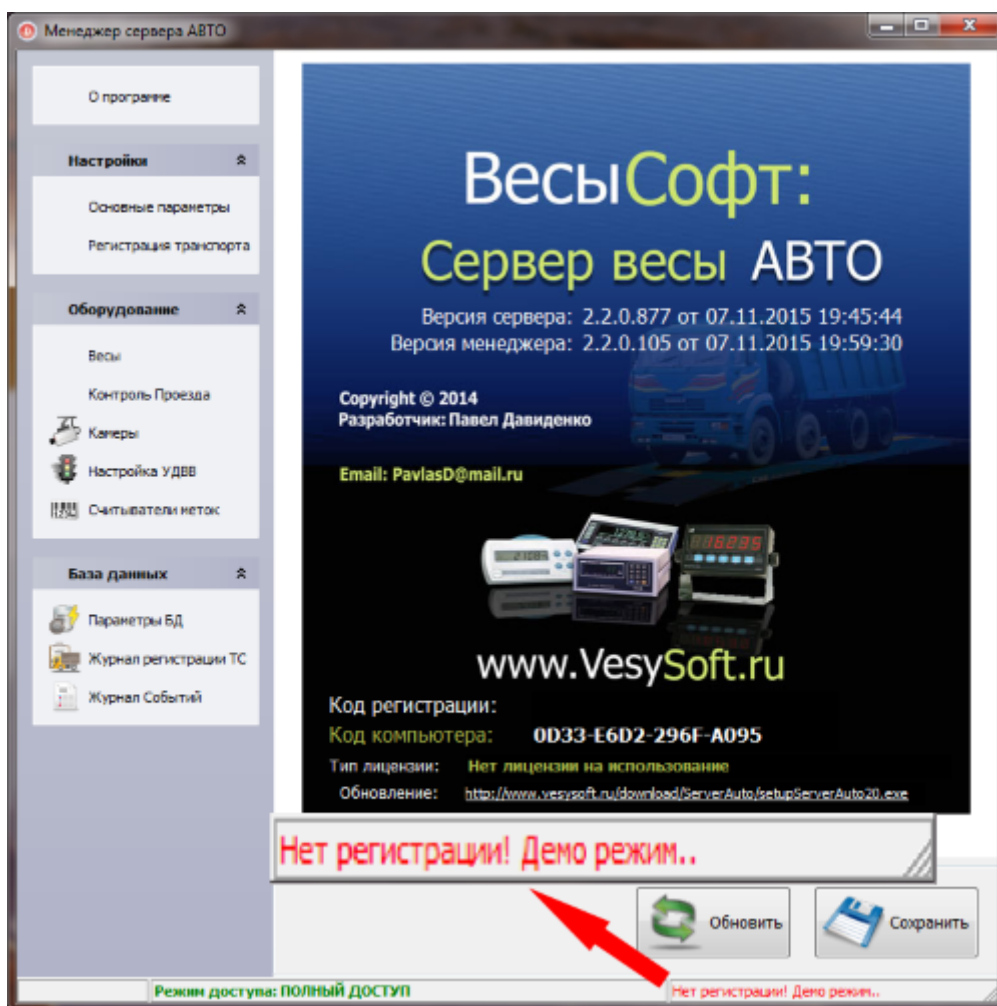 Менеджер сервера АВТО
О программе
Настройки
Основные параметры
Регистрация транспорта
Оборудование
Весы
Контроль Проезда
Камеры
Настройка УДВВ
Считыватели меток
База данных
Параметры БД
Журнал регистрации ТС
Журнал Событий
ВесыСофт:
Сервер весы АВТО
Версия сервера: 2.2.0.877 от 07.11.2015 19:45:44
Версия менеджера: 2.2.0.105 от 07.11.2015 19:59:30
Copyright © 2014
Разработчик: Павел Давиденко
Email: PavlasD@mail.ru
www.VesySoft.ru
Код регистрации:
Код компьютера: 0D33-E6D2-296F-A095
Тип лицензии: Нет лицензии на использование
Обновление: http://www.vesysoft.ru/download/ServerAuto/setupServerAuto20.exe
Нет регистрации! Демо режим..
Обновить
Сохранить
Режим доступа: ПОЛНЫЙ ДОСТУП
Нет регистрации! Демо режим..